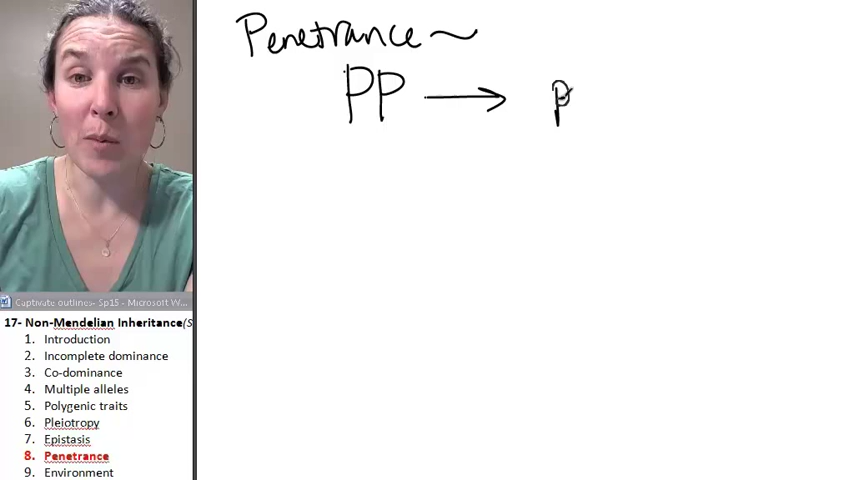 Penetrance ~
PP → p
Captivate outlines- Sp15 - Microsoft W...
17- Non-Mendelian Inheritance(S
1. Introduction
2. Incomplete dominance
3. Co-dominance
4. Multiple alleles
5. Polygenic traits
6. Pleiotropy
7. Epistasis
8. Penetrance
9. Environment